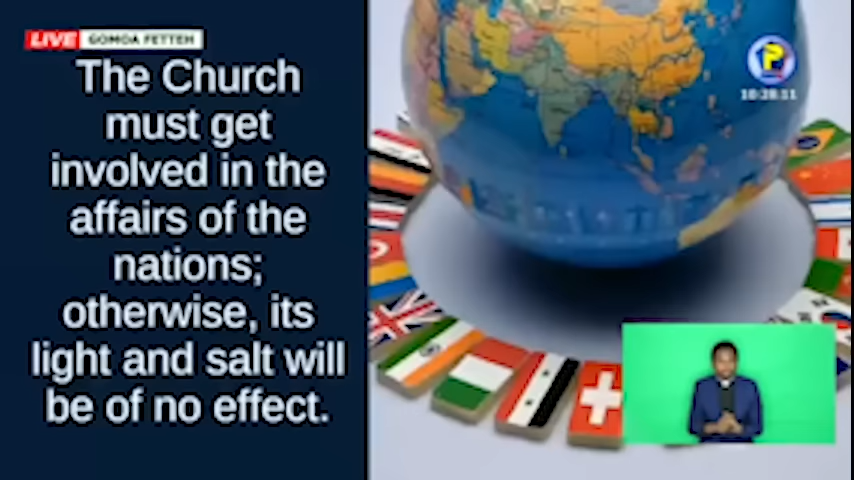 LIVE GOMOA FETTEH
The Church
must get
involved in the
affairs of the
nations;
otherwise, its
light and salt will
be of no effect.
P
10:28:11